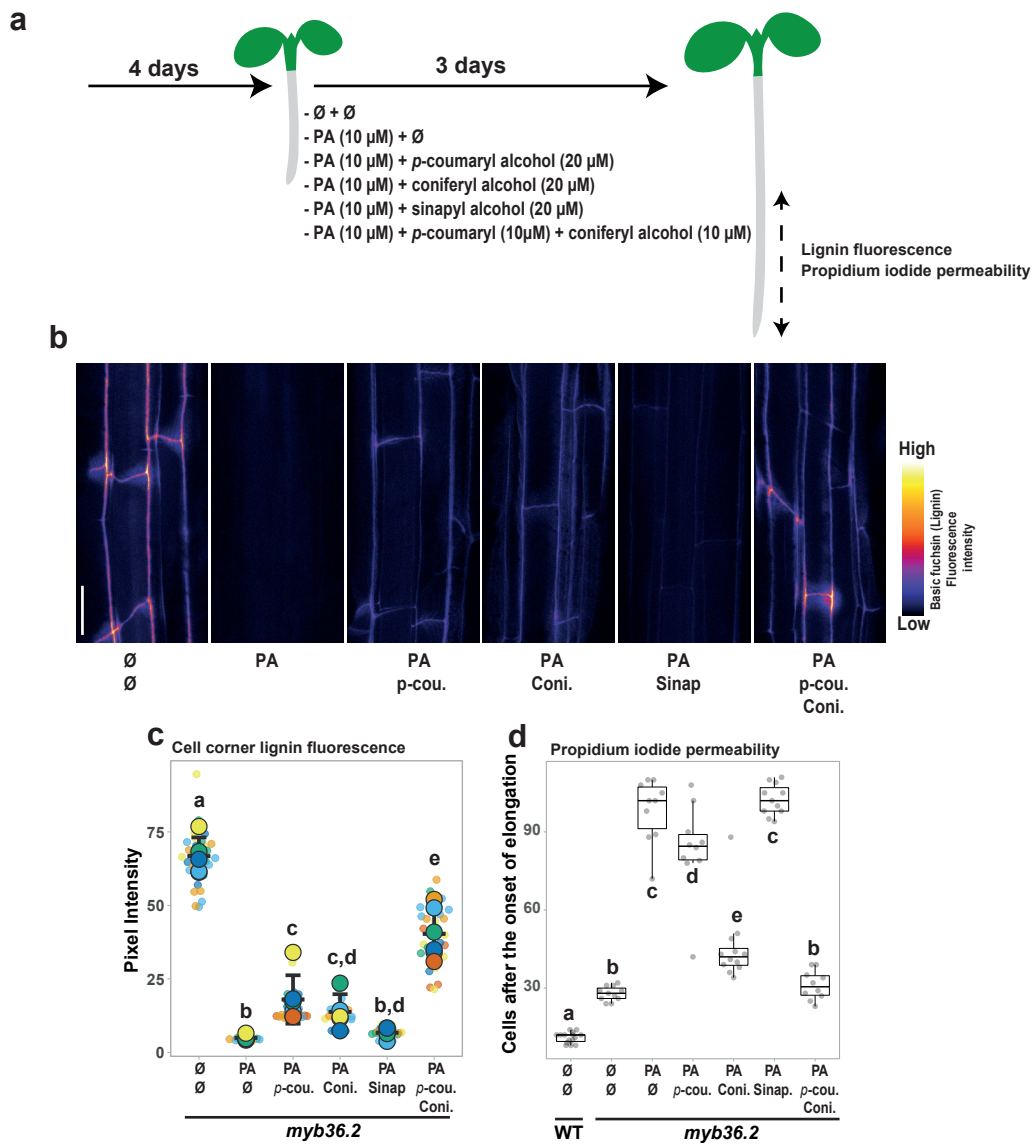 a
4 days
3 days
- Ø + Ø
- PA (10 µM) + Ø
- PA (10 µM) + p-coumaryl alcohol (20 µM)
- PA (10 µM) + coniferyl alcohol (20 µM)
- PA (10 µM) + sinapyl alcohol (20 µM)
- PA (10 µM) + p-coumaryl (10µM) + coniferyl alcohol (10 µM)
Lignin fluorescence
Propidium iodide permeability
b
High
Basic fuchsin (Lignin)
Fluorescence
intensity
Low
Ø PA PA PA PA PA
Ø p-cou. Coni. Sinap p-cou.
Coni.
c Cell corner lignin fluorescence
Pixel Intensity
75
50
25
0
a
b
c
c,d
b,d
e
Ø PA PA PA PA PA
Ø Ø p-cou. Coni. Sinap p-cou.
Coni.
myb36.2
d Propidium iodide permeability
Cells after the onset of elongation
90
60
30
a
b
c
d
e
c
b
Ø Ø PA PA PA PA PA
Ø Ø Ø p-cou. Coni. Sinap. p-cou.
Coni.
WT myb36.2